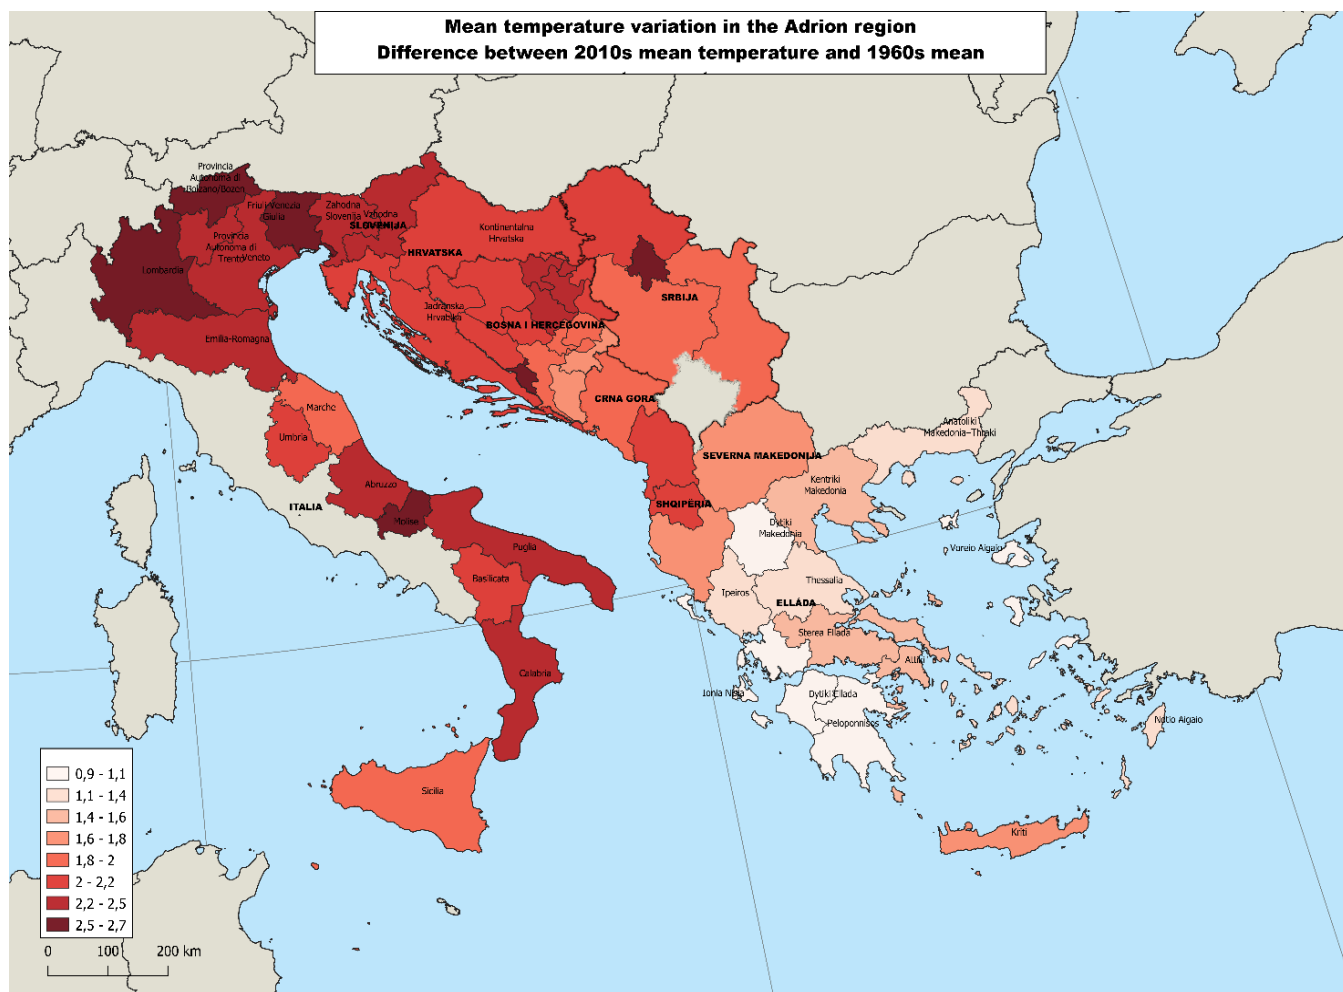 Mean temperature variation in the Adrion region
Difference between 2010s mean temperature and 1960s mean
Provincia
Autonoma di
Bolzano/Bozen
Friuli-Venezia
Giulia
Zahodna
Slovenija
Vzhodna
SLOVENIJA
Provincia
Autonoma di
Trento
Veneto
Lombardia
Kontinentalna
Hrvatska
HRVATSKA
Jadranska
Hrvatska
SRBIJA
BOSNA I HERCEGOVINA
Emilia-Romagna
CRNA GORA
Marche
Umbria
Anatoliki
Makedonia-Thraki
SEVERNA MAKEDONIJA
Abruzzo
Kentriki
Makedonia
ITALIA
SHQIPËRIA
Molise
Dytiki
Makedonia
Puglia
Voreio Aigaio
Basilicata
Thessalia
Ipeiros
ELLÁDA
Sterea Ellada
Attiki
Calabria
Ionia Nisia
Dytiki Ellada
Peloponnisos
Notio Aigaio
Sicilia
Kriti
0,9 - 1,1
1,1 - 1,4
1,4 - 1,6
1,6 - 1,8
1,8 - 2
2 - 2,2
2,2 - 2,5
2,5 - 2,7
0 100 200 km